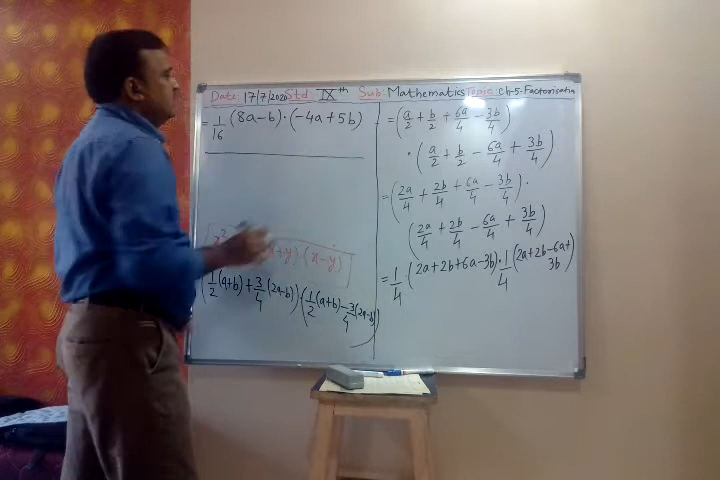 Date: 17/7/2020 Std: IXth Sub: Mathematics Topic: ch-5-Factorisatn
= 1/16 (8a-b)·(-4a+5b)
(x-y)
(1/2(a+b)+3/4(2a-b))(1/2(a+b)-3/4(2a-b))
=(a/2+b/2+6a/4-3b/4)
·(a/2+b/2-6a/4+3b/4)
=(2a/4+2b/4+6a/4-3b/4)·
(2a/4+2b/4-6a/4+3b/4)
=1/4(2a+2b+6a-3b)·1/4(2a+2b-6a+
3b)